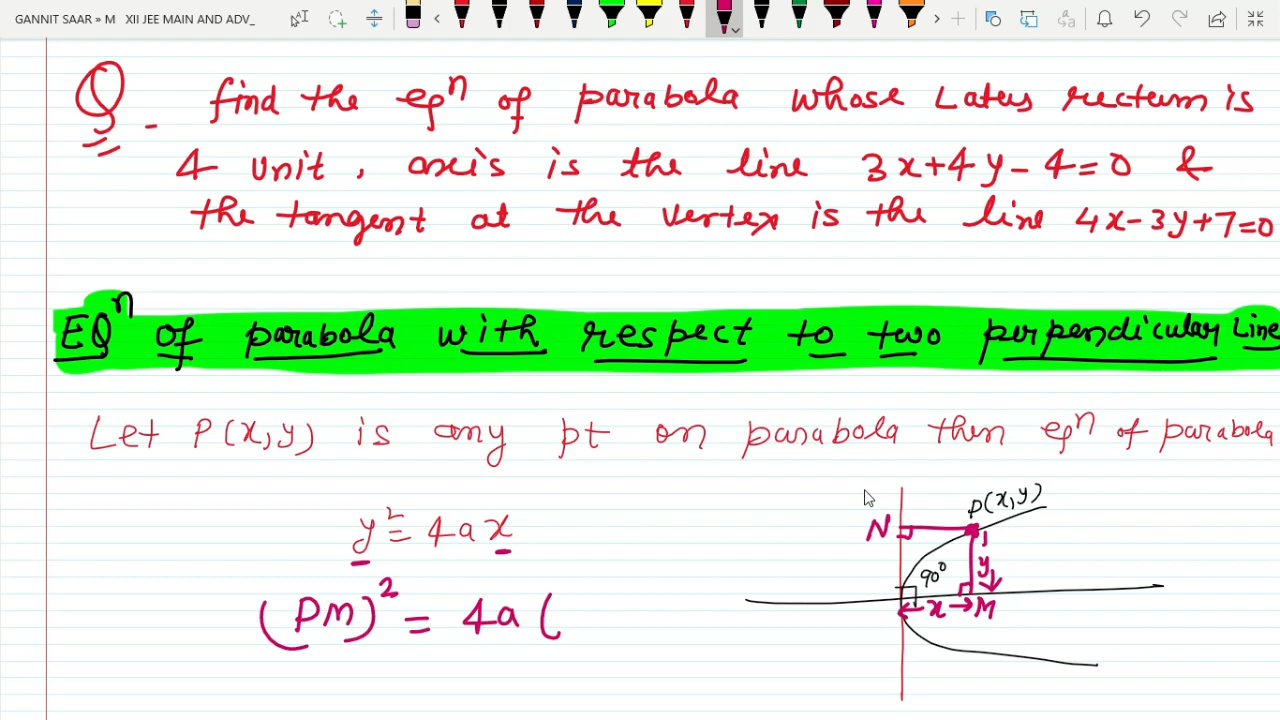 GANNIT SAAR » M XII JEE MAIN AND ADV_
Q - find the eqⁿ of parabola whose Latus rectum is
4 unit, axis is the line 3x+4y-4=0 &
the tangent at the vertex is the line 4x-3y+7=0
EQⁿ of parabola with respect to two perpendicular Line
Let P(x,y) is any pt on parabola then eqⁿ of parabola
y² = 4ax
(PM)² = 4a (
P(x,y)
N
90°
y
x
M